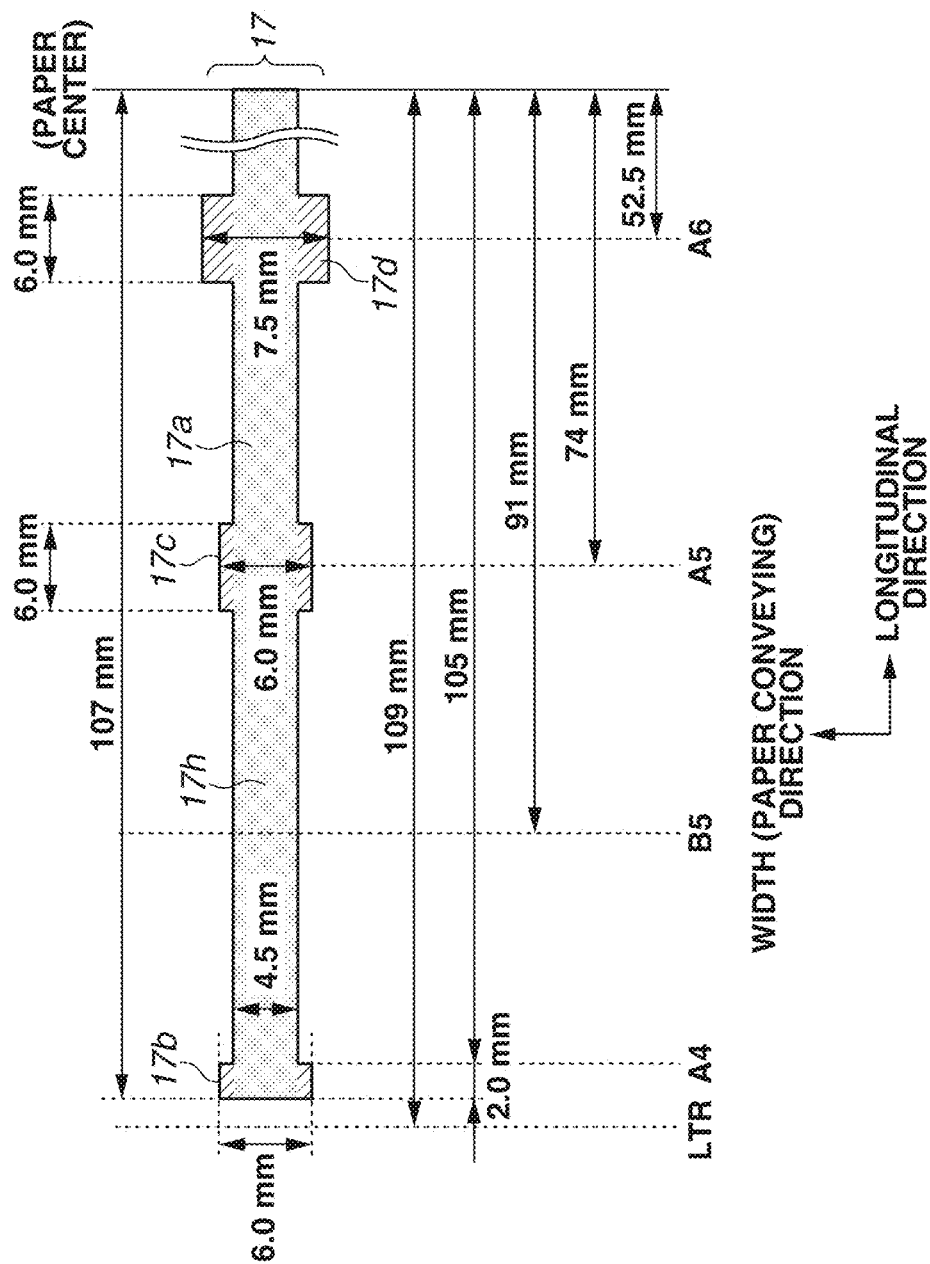 6.0 mm
6.0 mm
(PAPER
CENTER)
107 mm
17b
17h
17c
17a
17
6.0 mm
4.5 mm
6.0 mm
7.5 mm
17d
109 mm
105 mm
2.0 mm
91 mm
74 mm
52.5 mm
LTR A4 B5 A5 A6
WIDTH (PAPER CONVEYING)
DIRECTION
LONGITUDINAL
DIRECTION